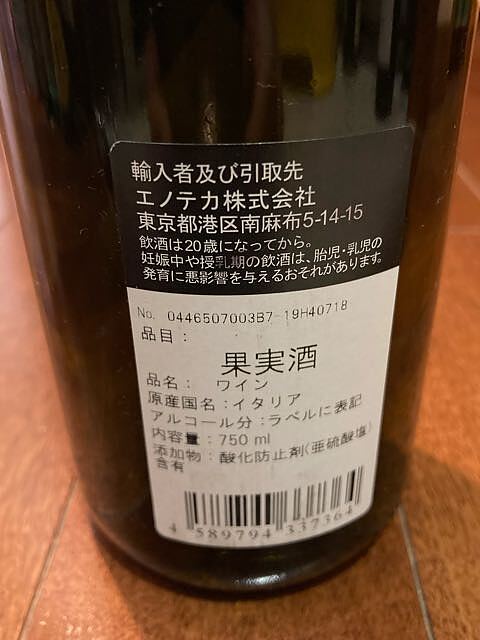 輸入者及び引取先
エノテカ株式会社
東京都港区南麻布5-14-15
飲酒は20歳になってから。
妊娠中や授乳期の飲酒は、胎児・乳児の
発育に悪影響を与えるおそれがあります。
No. 0446507003B7-19H40718
品目:
果実酒
品名: ワイン
原産国名:イタリア
アルコール分:ラベルに表記
内容量:750 ml
添加物:酸化防止剤(亜硫酸塩)
含有
4 589794 337364